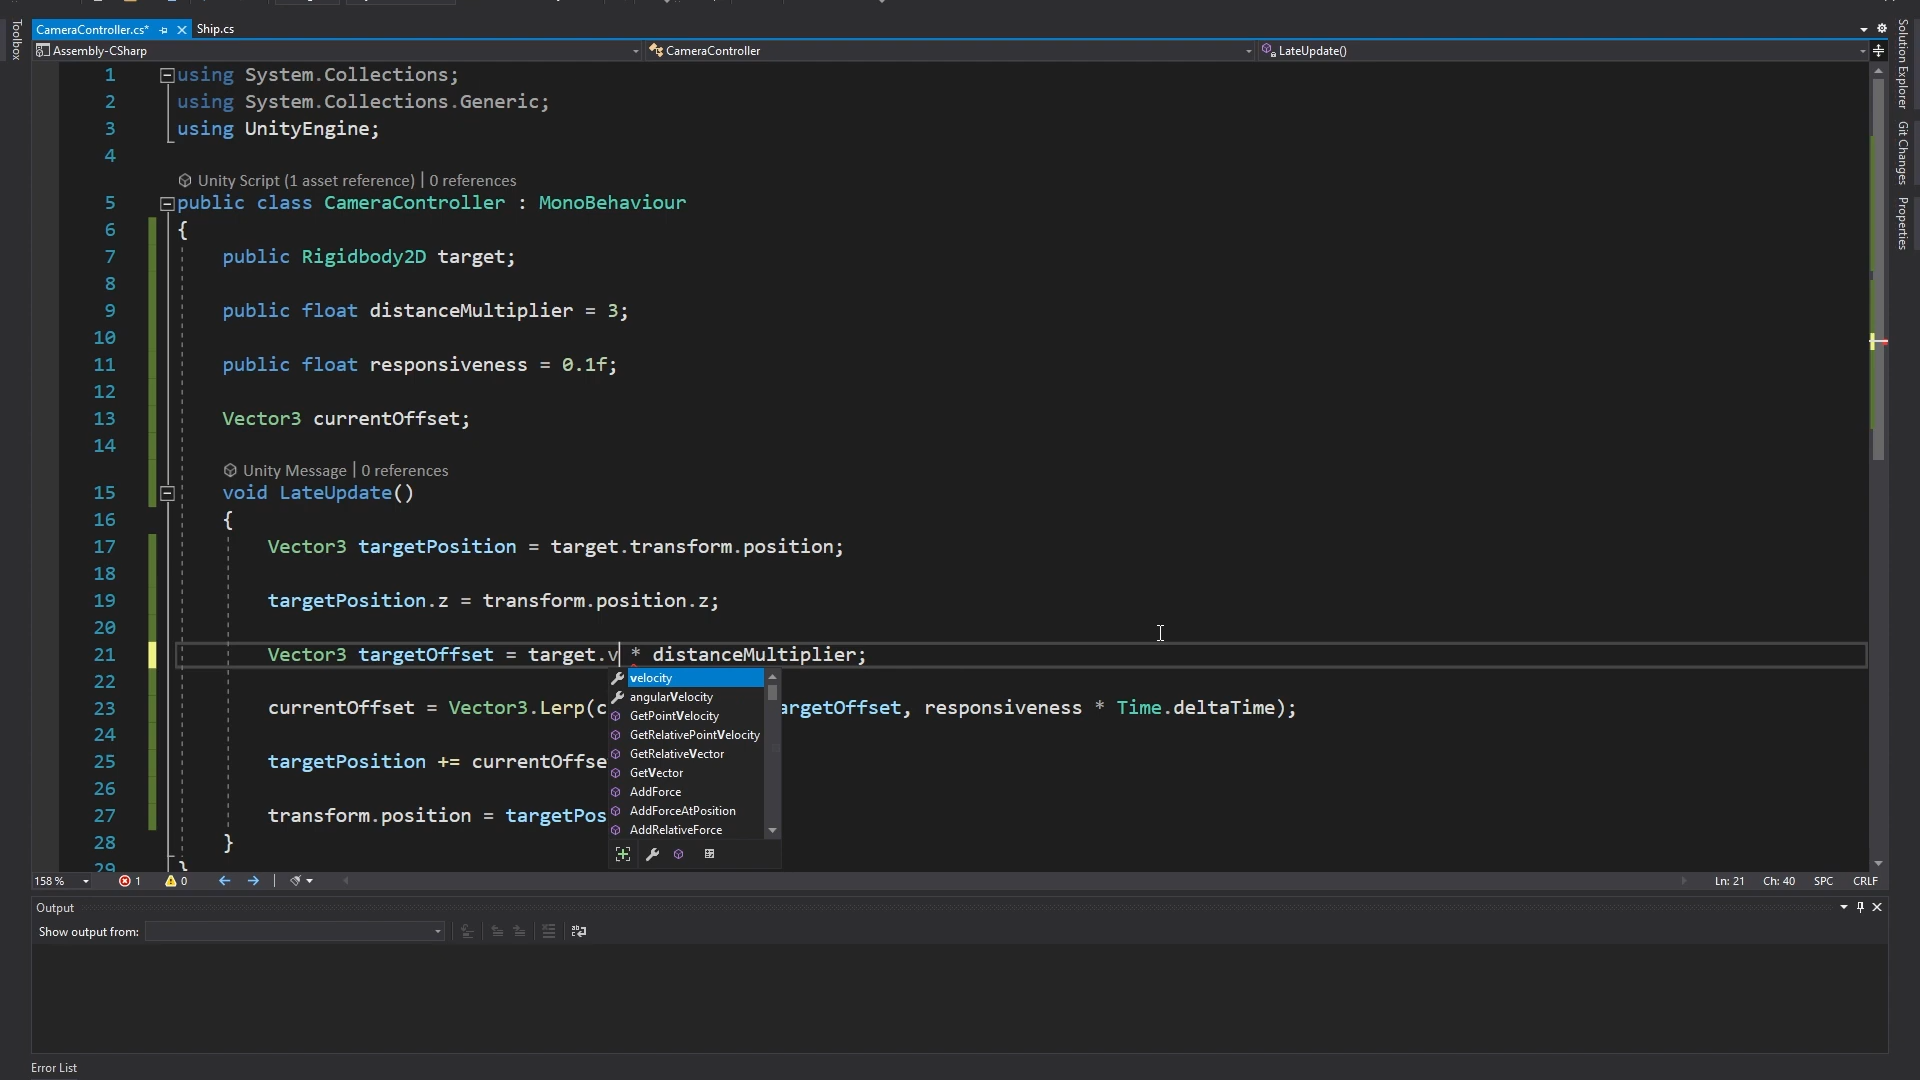 CameraController.cs*
Ship.cs
Toolbox
Assembly-CSharp
CameraController
LateUpdate()
Solution Explorer
Git Changes
Properties
1 using System.Collections;
2 using System.Collections.Generic;
3 using UnityEngine;
4
Unity Script (1 asset reference) | 0 references
5 public class CameraController : MonoBehaviour
6 {
7 public Rigidbody2D target;
8
9 public float distanceMultiplier = 3;
10
11 public float responsiveness = 0.1f;
12
13 Vector3 currentOffset;
14
Unity Message | 0 references
15 void LateUpdate()
16 {
17 Vector3 targetPosition = target.transform.position;
18
19 targetPosition.z = transform.position.z;
20
21 Vector3 targetOffset = target.v * distanceMultiplier;
22
23 currentOffset = Vector3.Lerp(c argetOffset, responsiveness * Time.deltaTime);
24
25 targetPosition += currentOffse
26
27 transform.position = targetPos
28 }
29 }
velocity
angularVelocity
GetPointVelocity
GetRelativePointVelocity
GetRelativeVector
GetVector
AddForce
AddForceAtPosition
AddRelativeForce
158 %
1
0
Ln: 21
Ch: 40
SPC
CRLF
Output
Show output from:
Error List